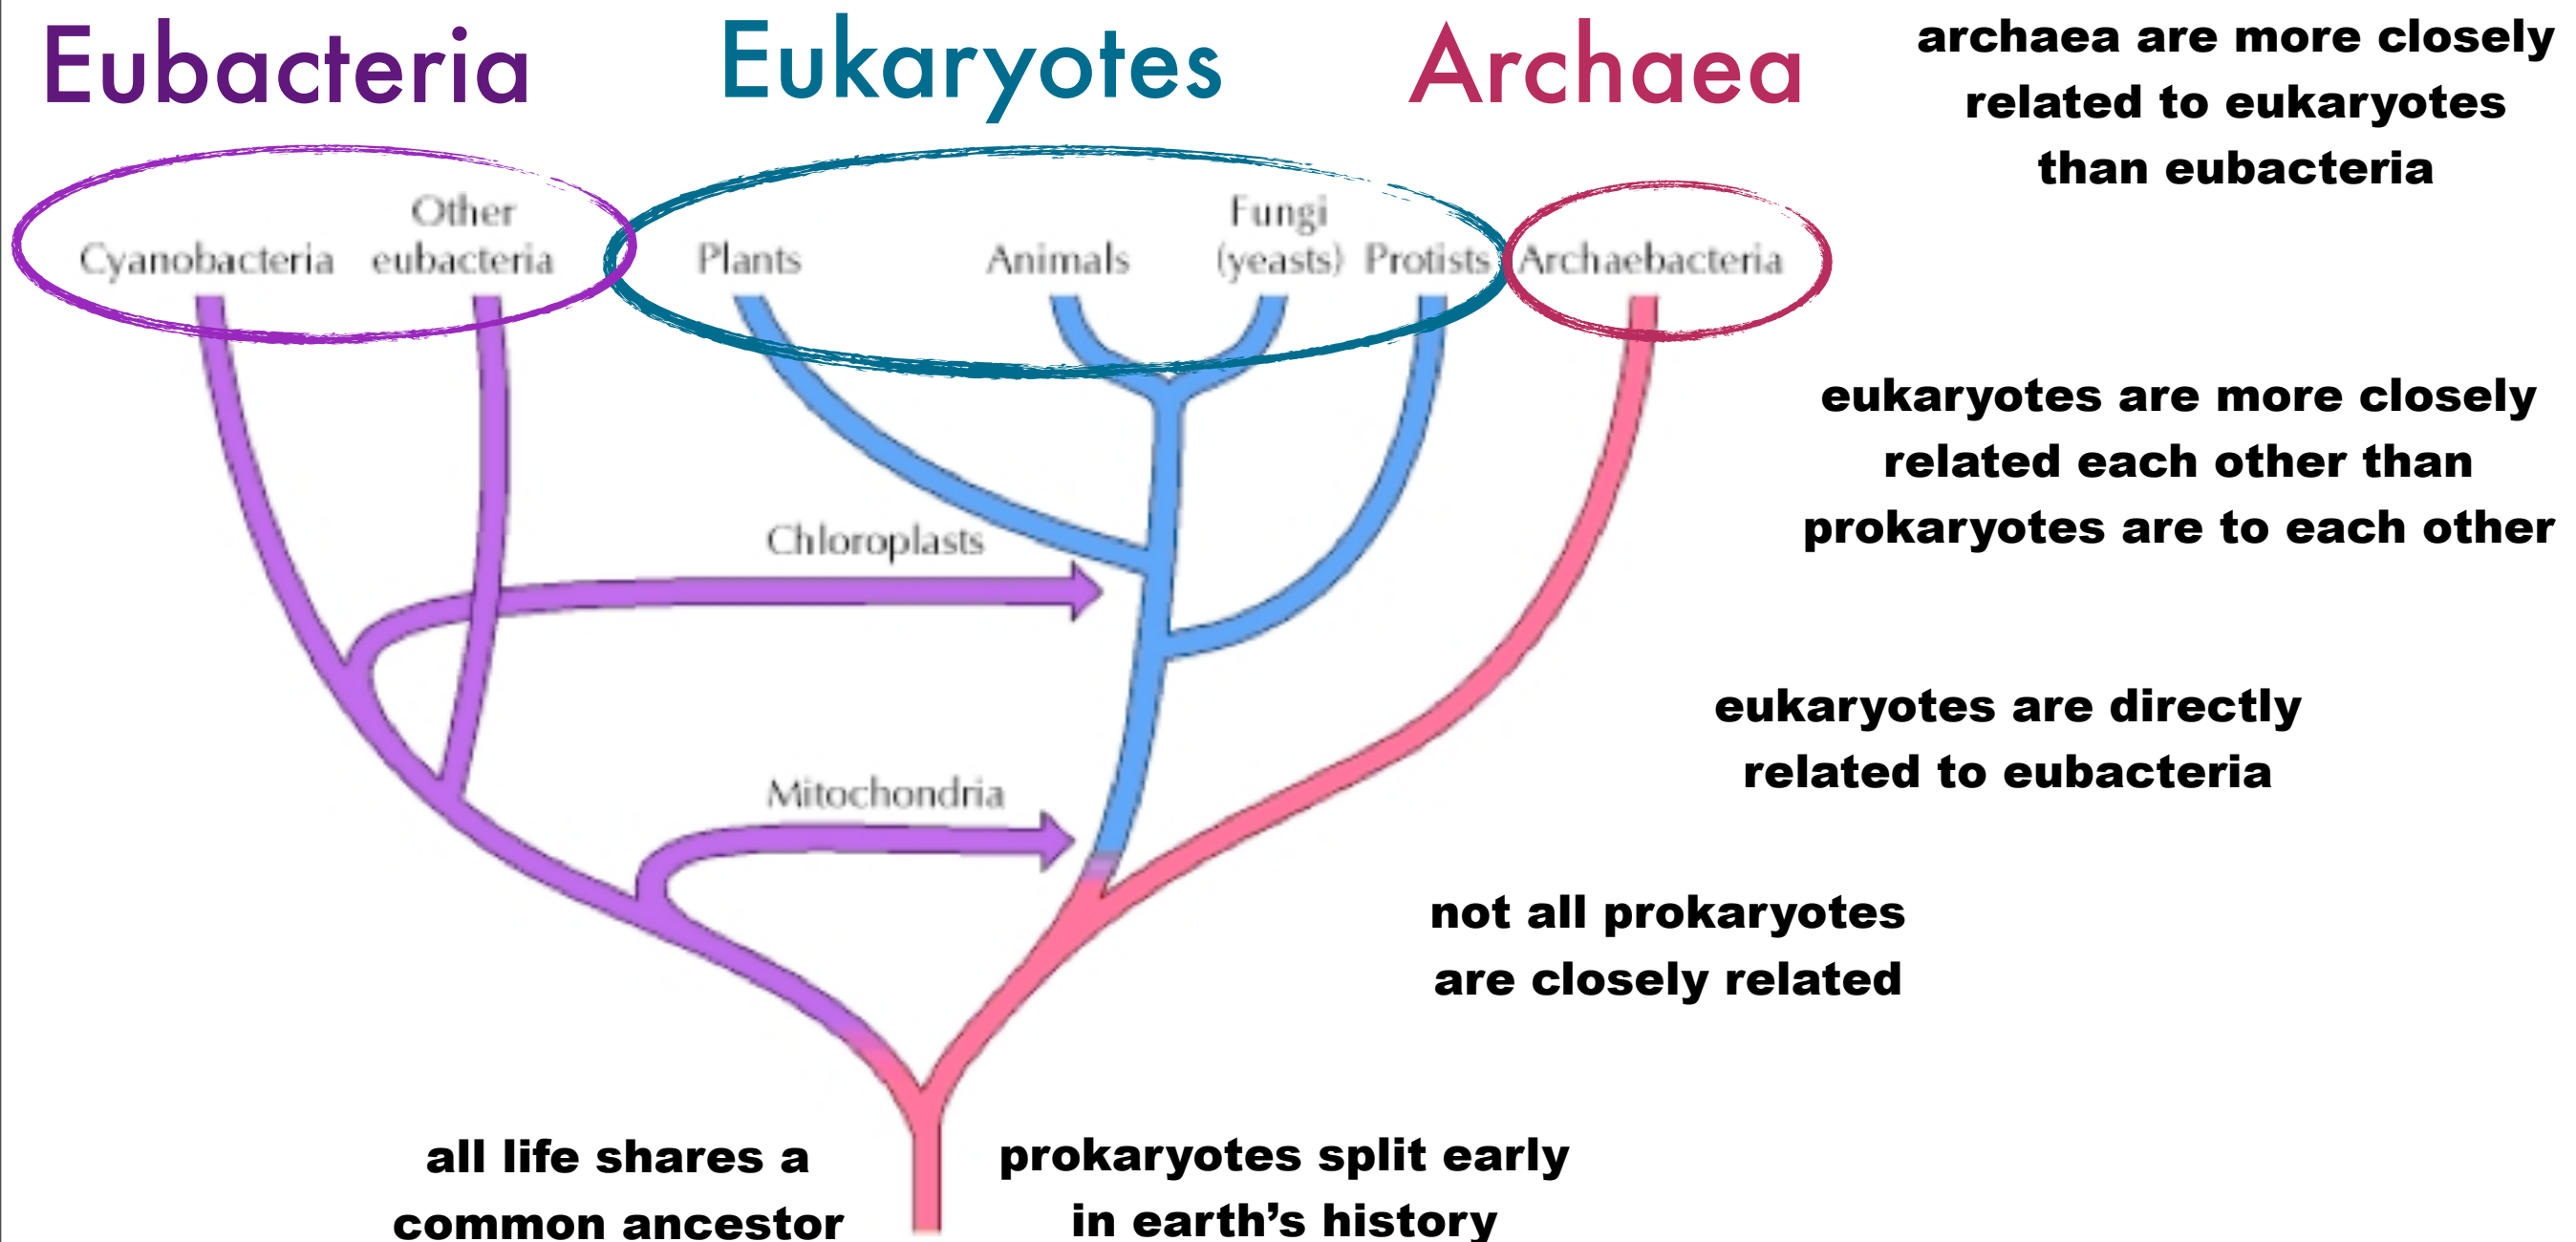 Eubacteria
Eukaryotes
Archaea
archaea are more closely
related to eukaryotes
than eubacteria
Other
eubacteria
Cyanobacteria
Plants
Animals
Fungi
(yeasts)
Protists
Archaebacteria
eukaryotes are more closely
related each other than
prokaryotes are to each other
Chloroplasts
eukaryotes are directly
related to eubacteria
Mitochondria
not all prokaryotes
are closely related
all life shares a
common ancestor
prokaryotes split early
in earth’s history